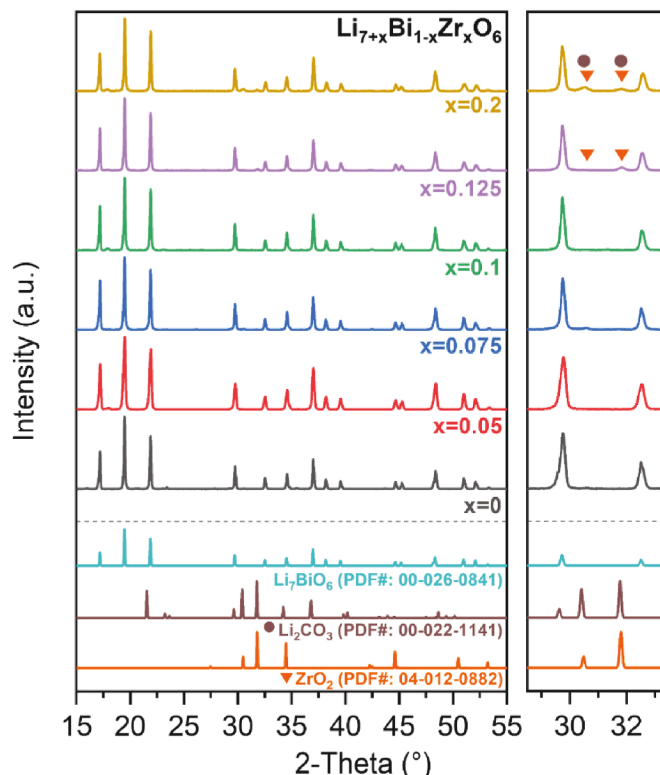 Li₇₊ₓBi₁₋ₓZrₓO₆
x=0.2
x=0.125
x=0.1
x=0.075
x=0.05
x=0
Li₇BiO₆ (PDF#: 00-026-0841)
Li₂CO₃ (PDF#: 00-022-1141)
ZrO₂ (PDF#: 04-012-0882)
Intensity (a.u.)
15 20 25 30 35 40 45 50 55
30 32
2-Theta (°)